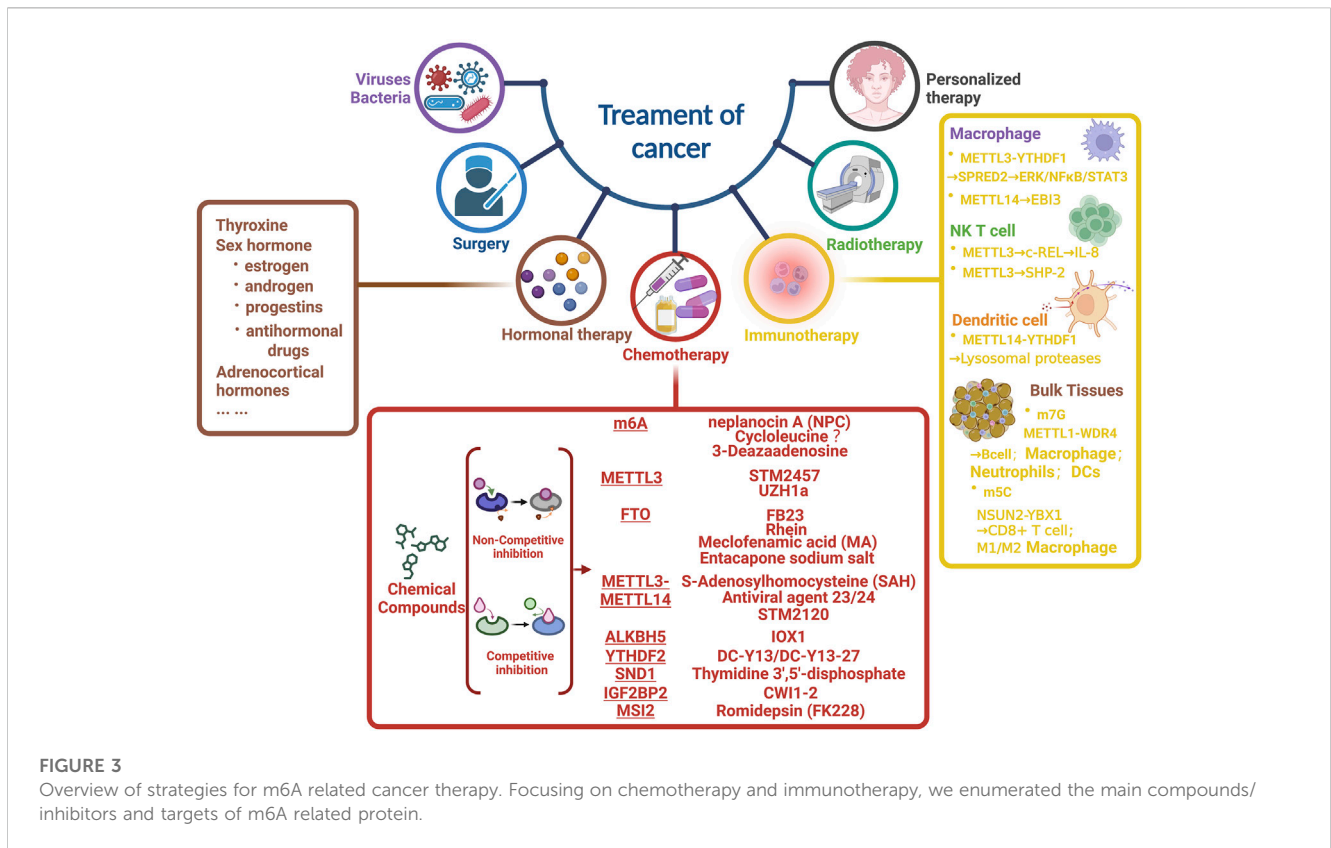 Treament of
cancer
Viruses
Bacteria
Surgery
Hormonal therapy
Chemotherapy
Immunotherapy
Radiotherapy
Personalized
therapy
Thyroxine
Sex hormone
• estrogen
• androgen
• progestins
• antihormonal
drugs
Adrenocortical
hormones
... ...
Chemical
Compounds
Non-Competitive
inhibition
Competitive
inhibition
m6A neplanocin A (NPC)
Cycloleucine ?
3-Deazaadenosine
METTL3 STM2457
UZH1a
FTO FB23
Rhein
Meclofenamic acid (MA)
Entacapone sodium salt
METTL3- S-Adenosylhomocysteine (SAH)
METTL14 Antiviral agent 23/24
STM2120
ALKBH5 IOX1
YTHDF2 DC-Y13/DC-Y13-27
SND1 Thymidine 3',5'-disphosphate
IGF2BP2 CWI1-2
MSI2 Romidepsin (FK228)
Macrophage
• METTL3-YTHDF1
→SPRED2→ERK/NFκB/STAT3
• METTL14→EBI3
NK T cell
• METTL3→c-REL→IL-8
• METTL3→SHP-2
Dendritic cell
• METTL14-YTHDF1
→Lysosomal proteases
Bulk Tissues
• m7G
METTL1-WDR4
→Bcell; Macrophage;
Neutrophils; DCs
• m5C
NSUN2-YBX1
→CD8+ T cell;
M1/M2 Macrophage
FIGURE 3
Overview of strategies for m6A related cancer therapy. Focusing on chemotherapy and immunotherapy, we enumerated the main compounds/
inhibitors and targets of m6A related protein.